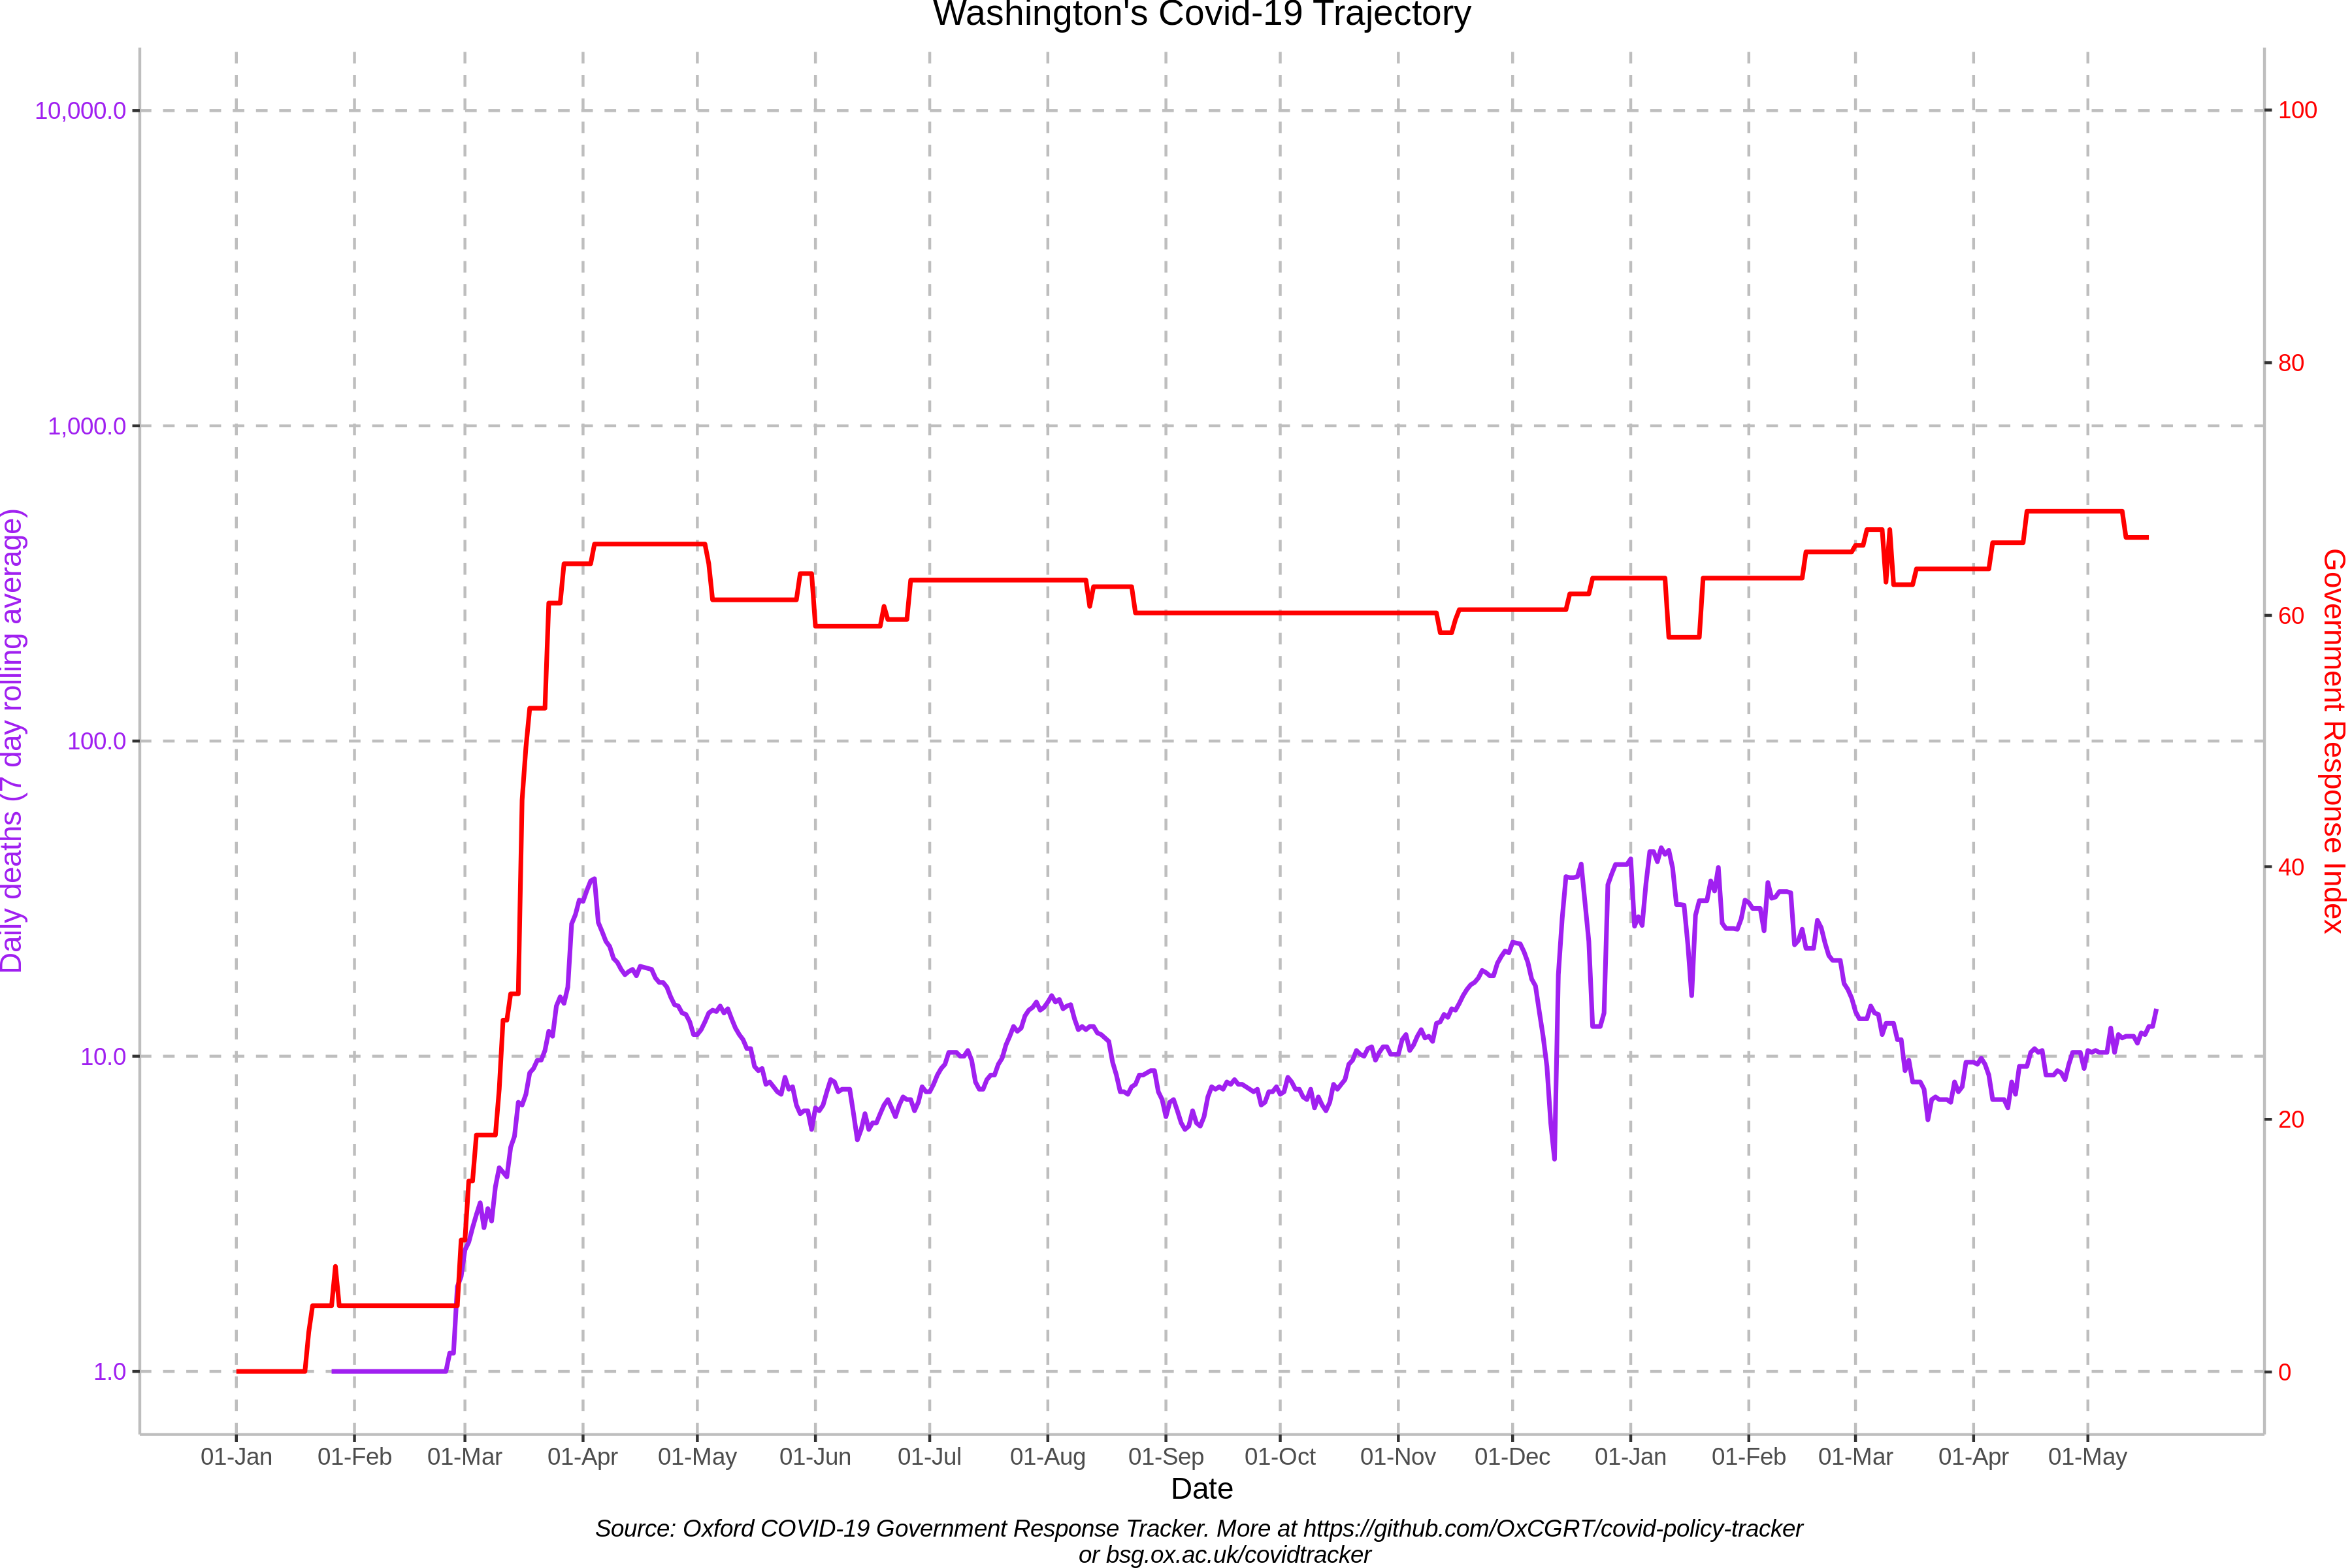 Washington's Covid-19 Trajectory
10,000.0
1,000.0
100.0
10.0
1.0
Daily deaths (7 day rolling average)
100
80
60
40
20
0
Government Response Index
01-Jan 01-Feb 01-Mar 01-Apr 01-May 01-Jun 01-Jul 01-Aug 01-Sep 01-Oct 01-Nov 01-Dec 01-Jan 01-Feb 01-Mar 01-Apr 01-May
Date
Source: Oxford COVID-19 Government Response Tracker. More at https://github.com/OxCGRT/covid-policy-tracker
or bsg.ox.ac.uk/covidtracker